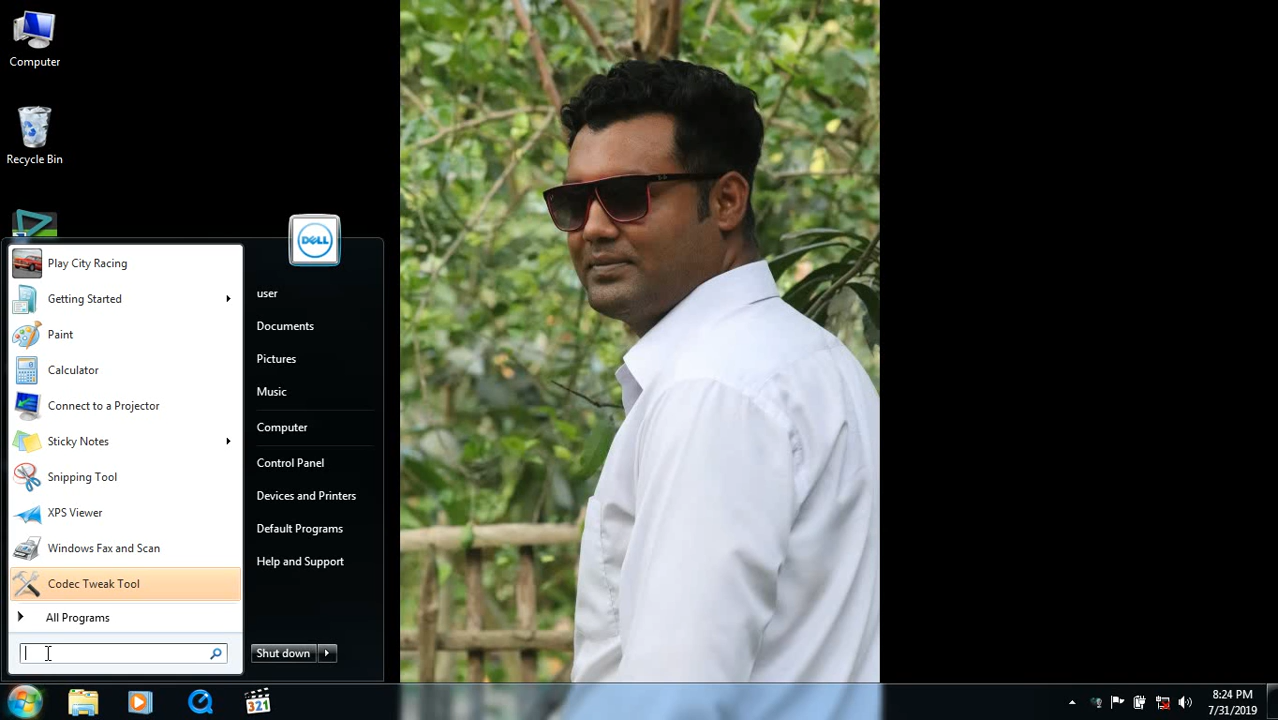 Computer
Recycle Bin
DELL
Play City Racing
Getting Started
Paint
Calculator
Connect to a Projector
Sticky Notes
Snipping Tool
XPS Viewer
Windows Fax and Scan
Codec Tweak Tool
All Programs
user
Documents
Pictures
Music
Computer
Control Panel
Devices and Printers
Default Programs
Help and Support
Shut down
321
8:24 PM
7/31/2019